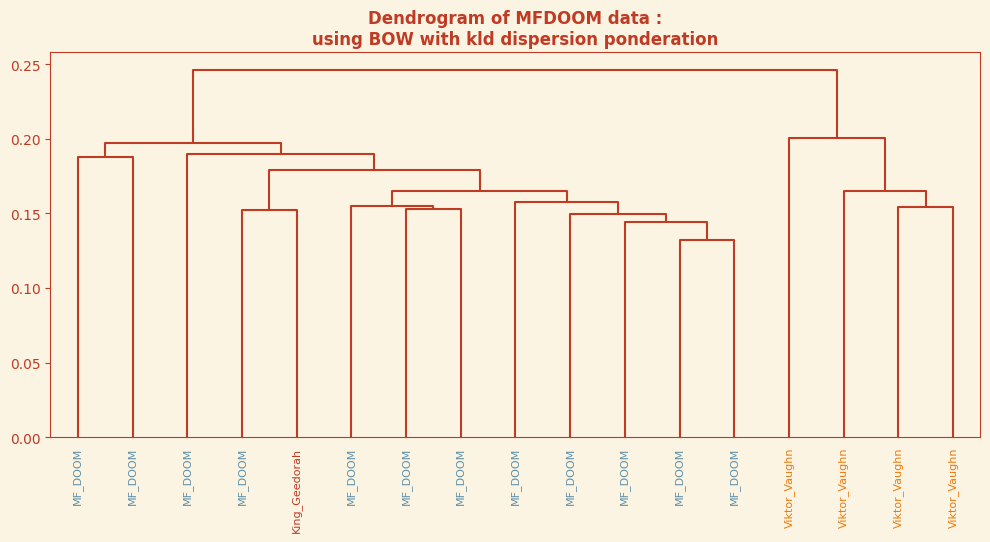 Dendrogram of MFDOOM data :
using BOW with kld dispersion ponderation
0.25
0.20
0.15
0.10
0.05
0.00
MF_DOOM
MF_DOOM
MF_DOOM
MF_DOOM
King_Geedorah
MF_DOOM
MF_DOOM
MF_DOOM
MF_DOOM
MF_DOOM
MF_DOOM
MF_DOOM
MF_DOOM
Viktor_Vaughn
Viktor_Vaughn
Viktor_Vaughn
Viktor_Vaughn